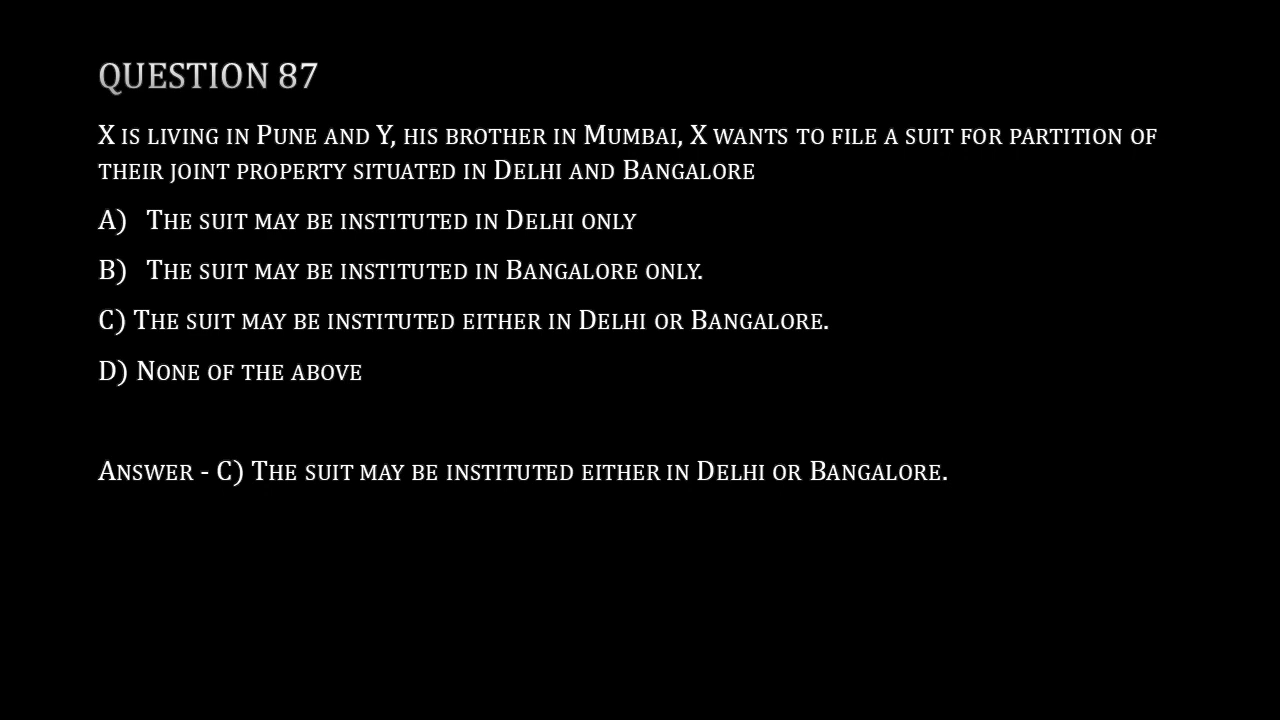 QUESTION 87
X IS LIVING IN PUNE AND Y, HIS BROTHER IN MUMBAI, X WANTS TO FILE A SUIT FOR PARTITION OF
THEIR JOINT PROPERTY SITUATED IN DELHI AND BANGALORE
A) THE SUIT MAY BE INSTITUTED IN DELHI ONLY
B) THE SUIT MAY BE INSTITUTED IN BANGALORE ONLY.
C) THE SUIT MAY BE INSTITUTED EITHER IN DELHI OR BANGALORE.
D) NONE OF THE ABOVE
ANSWER - C) THE SUIT MAY BE INSTITUTED EITHER IN DELHI OR BANGALORE.